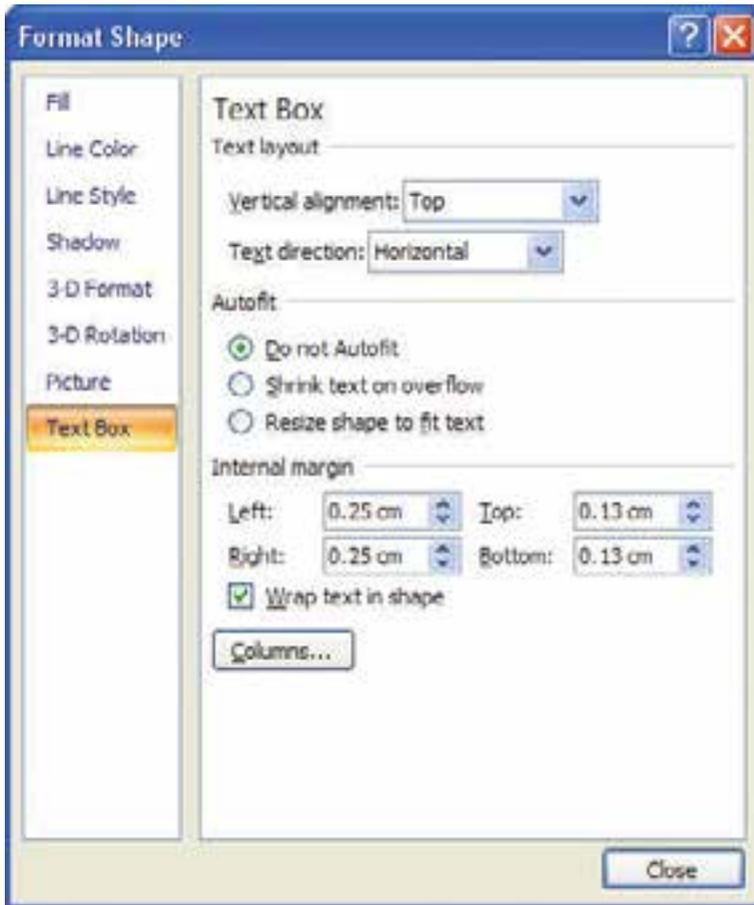 Format Shape
Fill
Line Color
Line Style
Shadow
3-D Format
3-D Rotation
Picture
Text Box
Text Box
Text layout
Vertical alignment: Top
Text direction: Horizontal
Autofit
Do not Autofit
Shrink text on overflow
Resize shape to fit text
Internal margin
Left: 0.25 cm Top: 0.13 cm
Right: 0.25 cm Bottom: 0.13 cm
Wrap text in shape
Columns...
Close